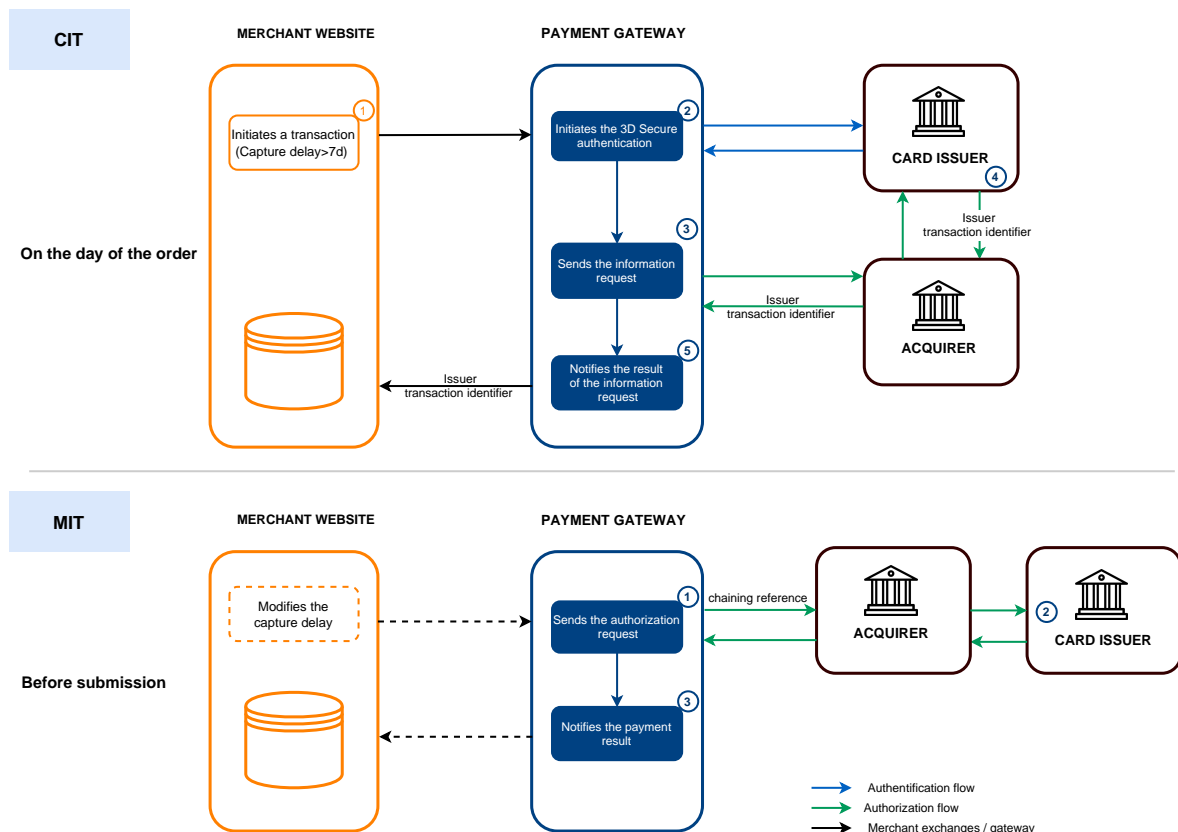 CIT
MERCHANT WEBSITE
PAYMENT GATEWAY
1
Initiates a transaction
(Capture delay>7d)
2
Initiates the 3D Secure
authentication
CARD ISSUER
4
On the day of the order
3
Sends the information
request
Issuer
transaction identifier
Issuer
transaction identifier
ACQUIRER
5
Notifies the result
of the information
request
Issuer
transaction identifier
MIT
MERCHANT WEBSITE
PAYMENT GATEWAY
Modifies the
capture delay
1
Sends the authorization
request
chaining reference
ACQUIRER
2
CARD ISSUER
Before submission
3
Notifies the payment
result
Authentification flow
Authorization flow
Merchant exchanges / gateway